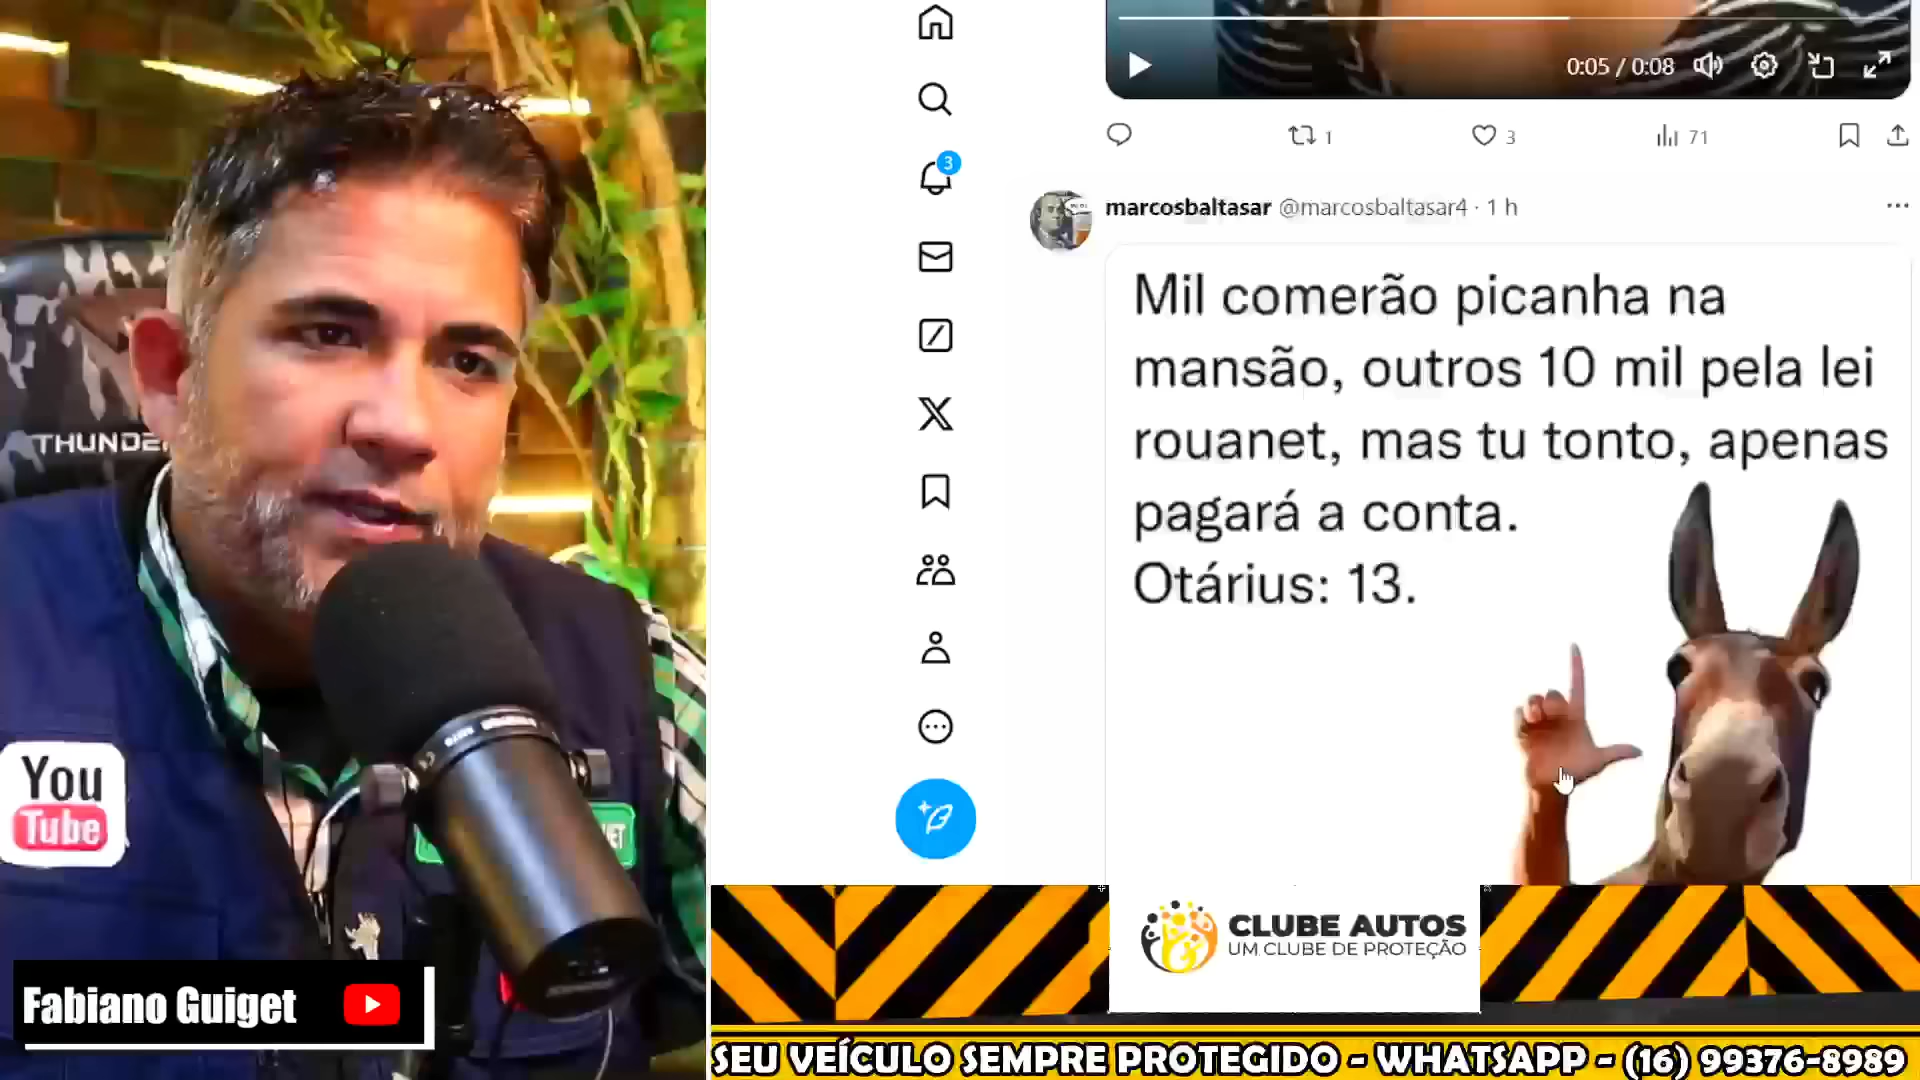 0:05 / 0:08
1
3
71
3
marcosbaltasar @marcosbaltasar4 · 1 h
Mil comerão picanha na
mansão, outros 10 mil pela lei
rouanet, mas tu tonto, apenas
pagará a conta.
Otárius: 13.
THUNDE
You
Tube
Fabiano Guiget
CLUBE AUTOS
UM CLUBE DE PROTEÇÃO
SEU VEÍCULO SEMPRE PROTEGIDO - WHATSAPP - (16) 99376-8989